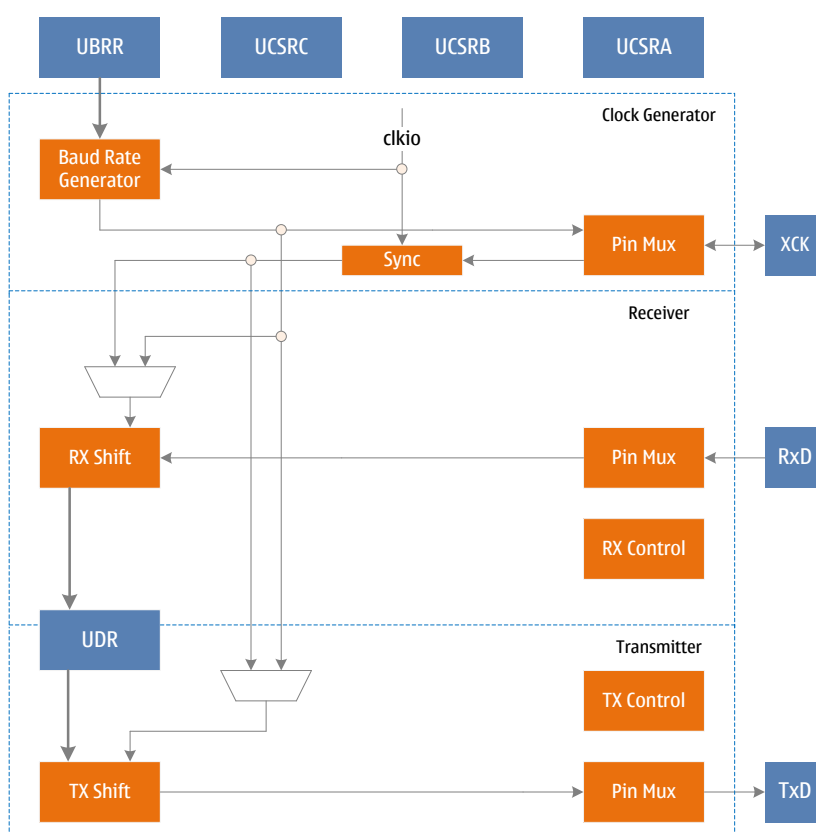 UBRR
UCSRC
UCSRB
UCSRA
Clock Generator
clkio
Baud Rate
Generator
Pin Mux
XCK
Sync
Receiver
RX Shift
Pin Mux
RxD
RX Control
UDR
Transmitter
TX Control
TX Shift
Pin Mux
TxD